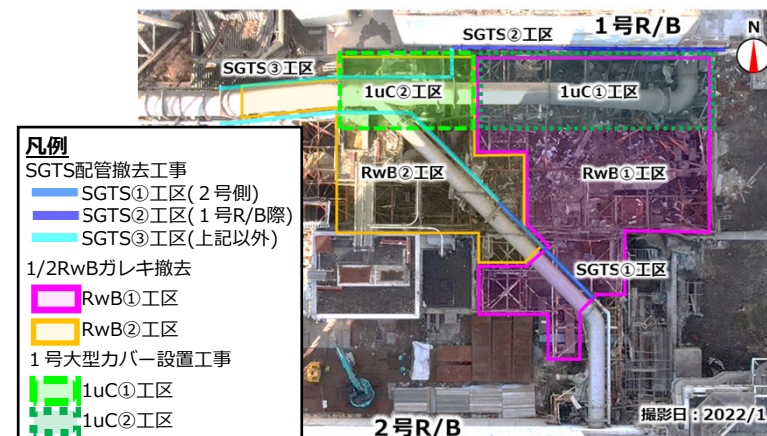 SGTS②工区
1号R/B
N
SGTS③工区
1uC②工区
1uC①工区
RwB②工区
RwB①工区
SGTS①工区
凡例
SGTS配管撤去工事
SGTS①工区(２号側)
SGTS②工区(１号R/B際)
SGTS③工区(上記以外)
1/2RwBガレキ撤去
RwB①工区
RwB②工区
１号大型カバー設置工事
1uC①工区
1uC②工区
2号R/B
撮影日：2022/1